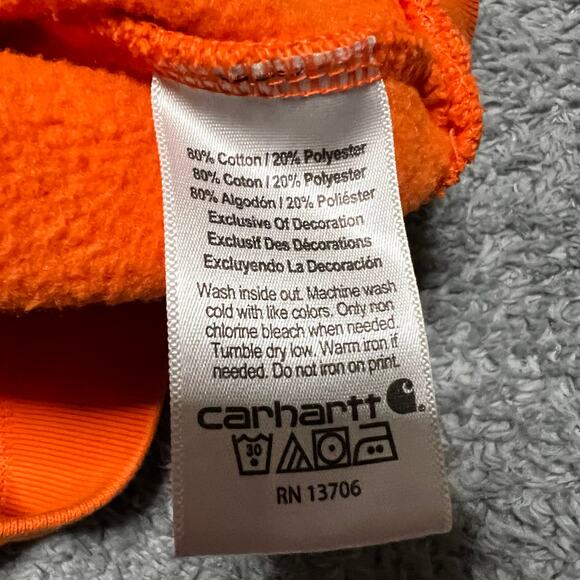 80% Cotton / 20% Polyester
80% Coton / 20% Polyester
80% Algodón / 20% Poliéster
Exclusive Of Decoration
Exclusif Des Décorations
Excluyendo La Decoración
Wash inside out. Machine wash
cold with like colors. Only non
chlorine bleach when needed.
Tumble dry low. Warm iron if
needed. Do not iron on print.
carhartt
30
RN 13706